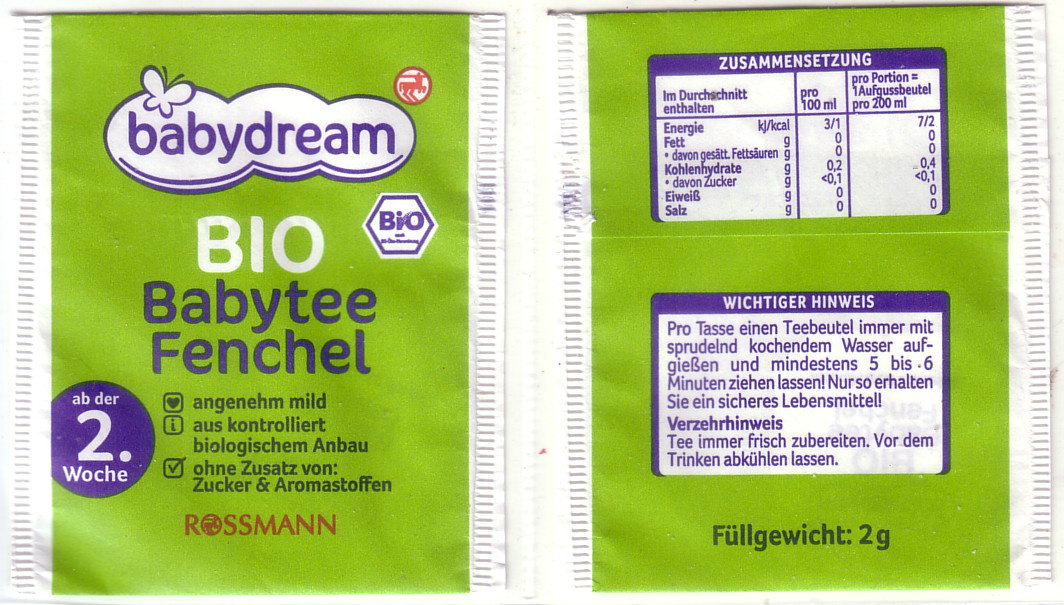 babydream
BIO
BiO
Babytee
Fenchel
ab der
2.
Woche
angenehm mild
aus kontrolliert
biologischem Anbau
ohne Zusatz von:
Zucker & Aromastoffen
ROSSMANN
ZUSAMMENSETZUNG
Im Durchschnitt enthalten pro 100 ml pro Portion = 1Aufgussbeutel pro 200 ml
Energie kJ/kcal 3/1 7/2
Fett g 0 0
• davon gesätt. Fettsäuren g 0 0
Kohlenhydrate g 0,2 0,4
• davon Zucker g <0,1 <0,1
Eiweiß g 0 0
Salz g 0 0
WICHTIGER HINWEIS
Pro Tasse einen Teebeutel immer mit
sprudelnd kochendem Wasser auf-
gießen und mindestens 5 bis 6
Minuten ziehen lassen! Nur so erhalten
Sie ein sicheres Lebensmittel!
Verzehrhinweis
Tee immer frisch zubereiten. Vor dem
Trinken abkühlen lassen.
Füllgewicht: 2 g